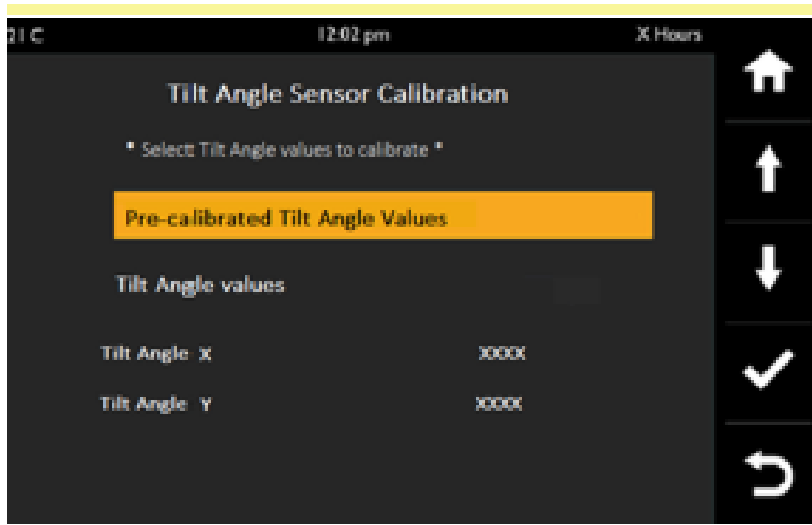 21 C 12:02 pm X Hours
Tilt Angle Sensor Calibration
* Select Tilt Angle values to calibrate *
Pre-calibrated Tilt Angle Values
Tilt Angle values
Tilt Angle X XXXX
Tilt Angle Y XXXX